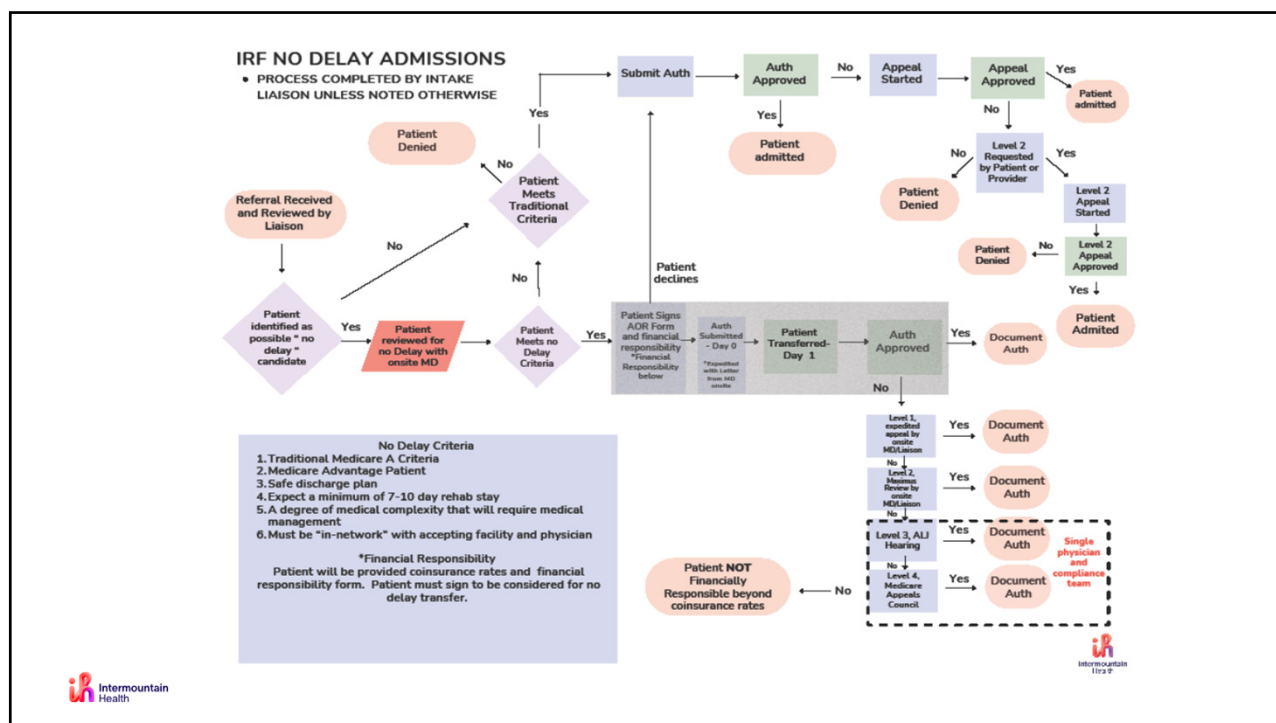 IRF NO DELAY ADMISSIONS
• PROCESS COMPLETED BY INTAKE
LIAISON UNLESS NOTED OTHERWISE
Submit Auth
Auth
Approved
No
Appeal
Started
Appeal
Approved
Yes
Patient
admitted
Yes
Patient
admitted
No
Level 2
Requested
by Patient or
Provider
No
Patient
Denied
Yes
Level 2
Appeal
Started
Level 2
Appeal
Approved
No
Patient
Denied
Yes
Patient
Admited
Yes
Patient
Denied
No
Patient
Meets
Traditional
Criteria
Referral Received
and Reviewed by
Liaison
No
No
Patient
declines
Patient
identified as
possible " no
delay "
candidate
Yes
Patient
reviewed for
no Delay with
onsite MD
Patient
Meets no
Delay
Criteria
Yes
Patient Signs
AOR Form
and financial
responsibility
*Financial
Responsibility
below
Auth
Submitted
- Day 0
*Expedited
with Letter
from MD
onsite
Patient
Transferred-
Day 1
Auth
Approved
Yes
Document
Auth
No
Level 1,
expedited
appeal by
onsite
MD/Liaison
Yes
Document
Auth
No
Level 2,
Maximus
Review by
onsite
MD/Liaison
Yes
Document
Auth
No
Level 3, ALJ
Hearing
Yes
Document
Auth
No
Level 4,
Medicare
Appeals
Council
Yes
Document
Auth
Single
physician
and
compliance
team
No
Patient NOT
Financially
Responsible beyond
coinsurance rates
No Delay Criteria
1. Traditional Medicare A Criteria
2. Medicare Advantage Patient
3. Safe discharge plan
4. Expect a minimum of 7-10 day rehab stay
5. A degree of medical complexity that will require medical
management
6. Must be "in-network" with accepting facility and physician
*Financial Responsibility
Patient will be provided coinsurance rates and financial
responsibility form. Patient must sign to be considered for no
delay transfer.
Intermountain
Health
Intermountain
Health